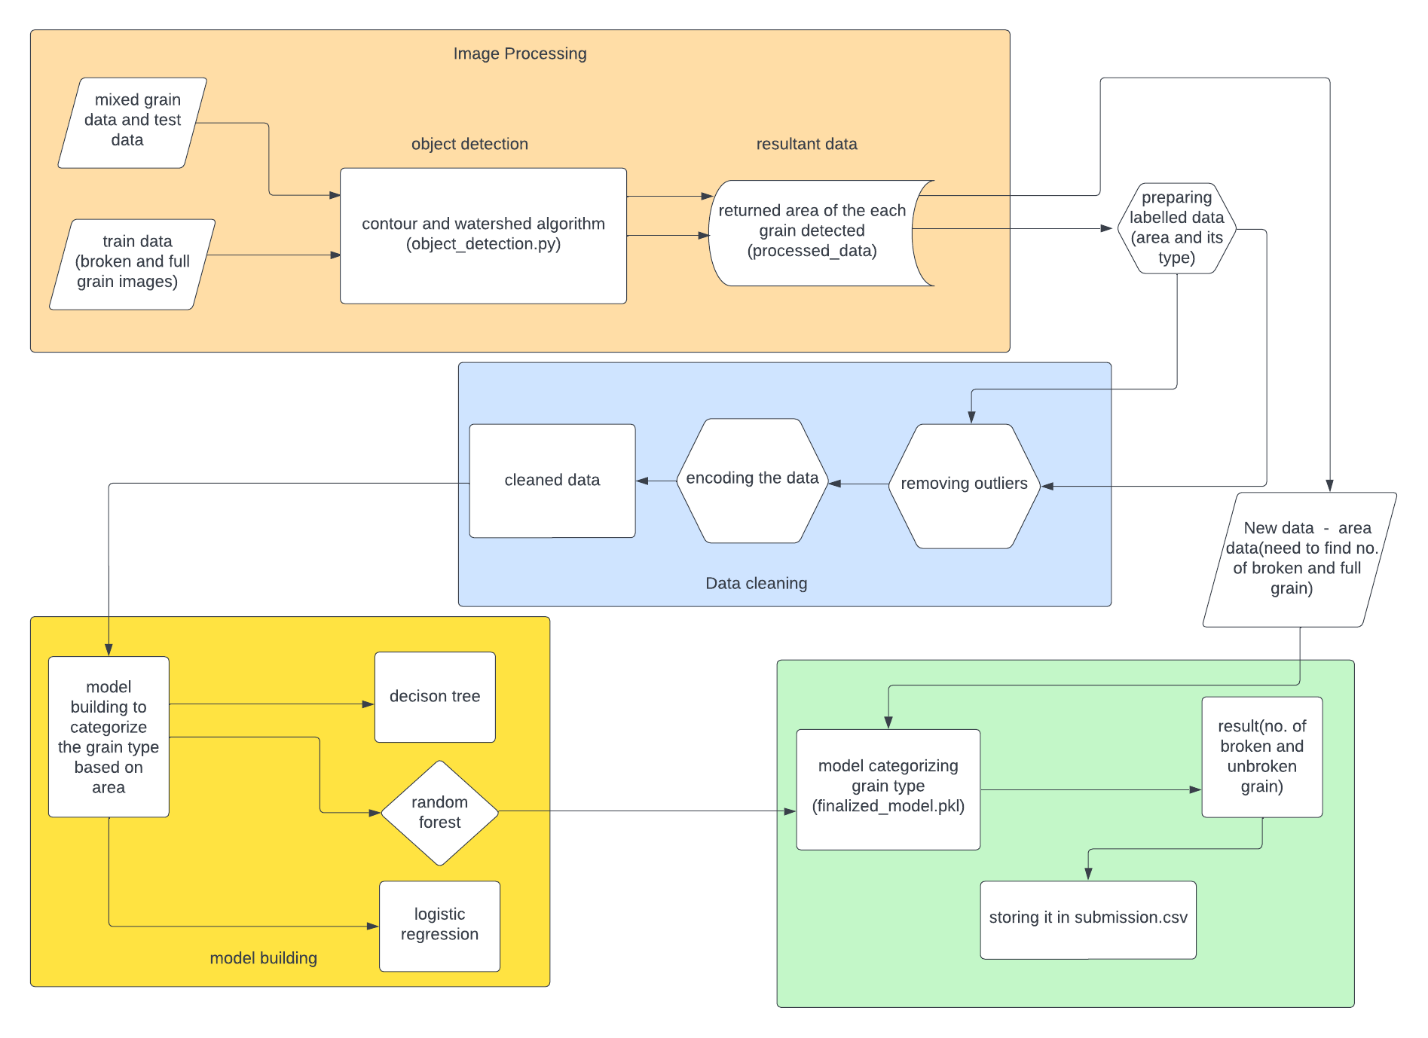 Image Processing
mixed grain
data and test
data
object detection
resultant data
train data
(broken and full
grain images)
contour and watershed algorithm
(object_detection.py)
returned area of the each
grain detected
(processed_data)
preparing
labelled data
(area and its
type)
cleaned data
encoding the data
removing outliers
Data cleaning
New data  -  area
data(need to find no.
of broken and full
grain)
model
building to
categorize
the grain type
based on
area
decison tree
random
forest
logistic
regression
model building
model categorizing
grain type
(finalized_model.pkl)
result(no. of
broken and
unbroken
grain)
storing it in submission.csv